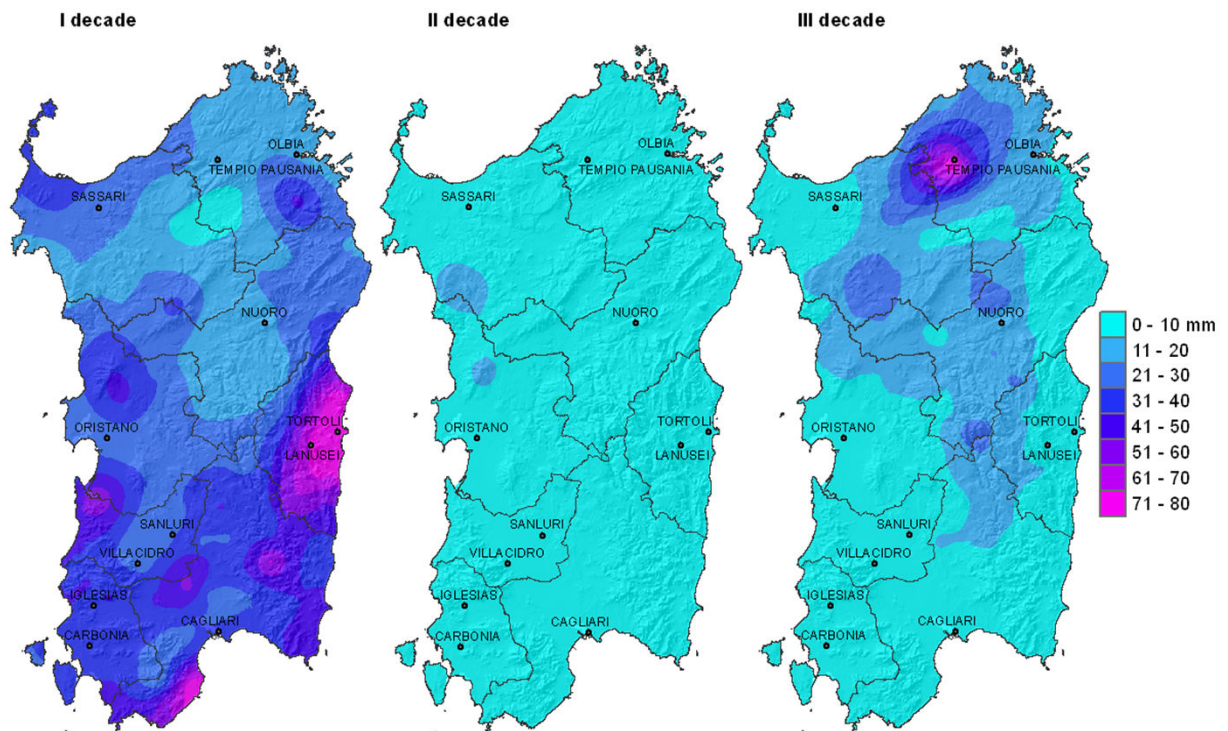 I decade
II decade
III decade
OLBIA
TEMPIO PAUSANIA
SASSARI
NUORO
TORTOLI
ORISTANO
LANUSEI
SANLURI
VILLACIDRO
IGLESIAS
CAGLIARI
CARBONIA
OLBIA
TEMPIO PAUSANIA
SASSARI
NUORO
TORTOLI
ORISTANO
LANUSEI
SANLURI
VILLACIDRO
IGLESIAS
CAGLIARI
CARBONIA
OLBIA
TEMPIO PAUSANIA
SASSARI
NUORO
TORTOLI
ORISTANO
LANUSEI
SANLURI
VILLACIDRO
IGLESIAS
CAGLIARI
CARBONIA
0 - 10 mm
11 - 20
21 - 30
31 - 40
41 - 50
51 - 60
61 - 70
71 - 80